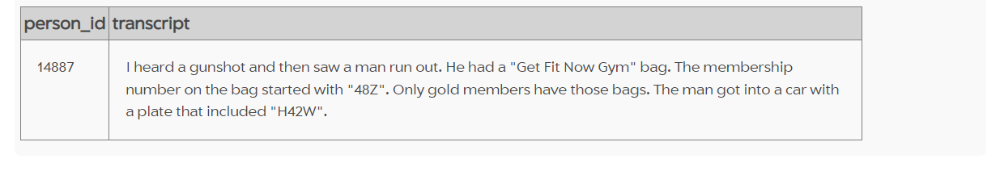 person_id transcript
14887 I heard a gunshot and then saw a man run out. He had a "Get Fit Now Gym" bag. The membership
number on the bag started with "48Z". Only gold members have those bags. The man got into a car with
a plate that included "H42W".